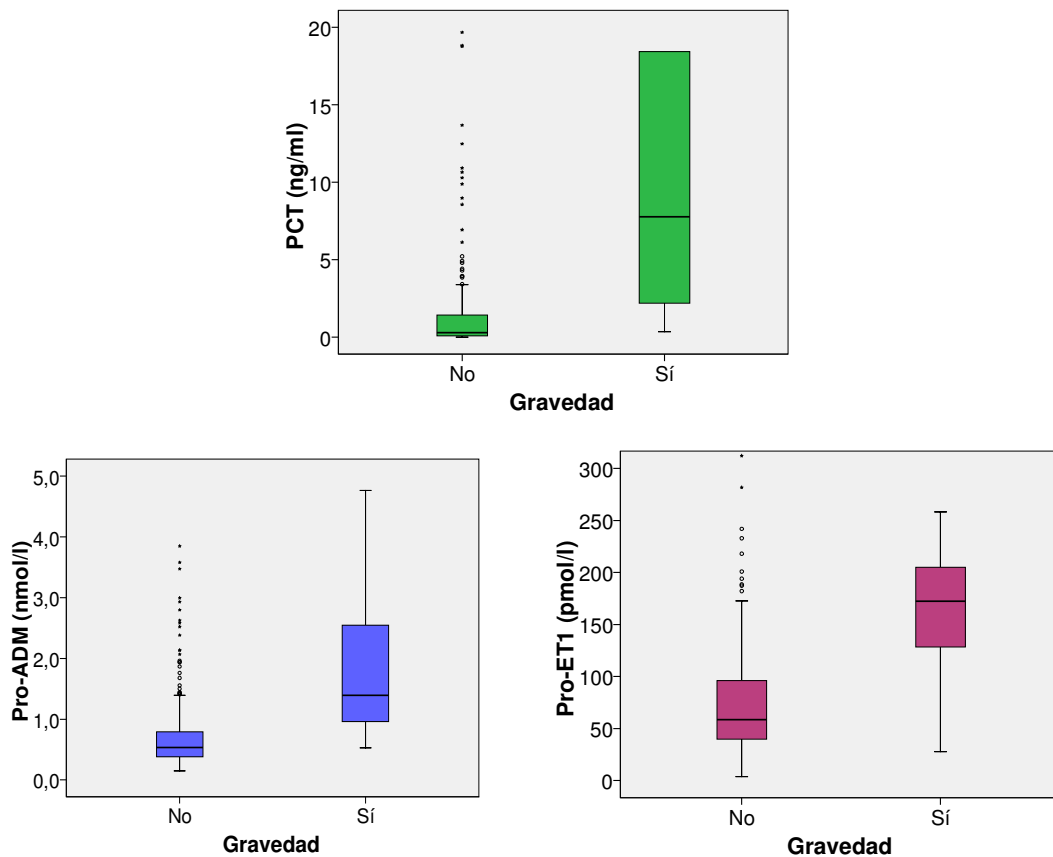 PCT (ng/ml)
20
15
10
5
0
No Sí
Gravedad
Pro-ADM (nmol/l)
5,0
4,0
3,0
2,0
1,0
0,0
No Sí
Gravedad
Pro-ET1 (pmol/l)
300
250
200
150
100
50
0
No Sí
Gravedad